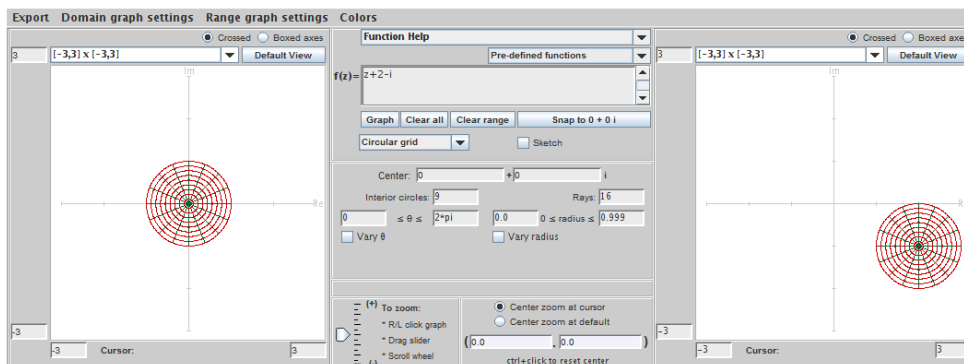 Export Domain graph settings Range graph settings Colors
Crossed Boxed axes
3 [-3,3] x [-3,3] Default View
Im
Re
-3
-3 Cursor: 3
Function Help
Pre-defined functions
f(z)= z+2-i
Graph Clear all Clear range Snap to 0 + 0 i
Circular grid Sketch
Center: 0 + 0 i
Interior circles: 9 Rays: 16
0 ≤ θ ≤ 2*pi 0.0 0 ≤ radius ≤ 0.999
Vary θ Vary radius
(+) To zoom:
* R/L click graph
* Drag slider
* Scroll wheel
(-)
Center zoom at cursor
Center zoom at default
( 0.0 , 0.0 )
ctrl+click to reset center
Crossed Boxed axe
3 [-3,3] x [-3,3] Default View
Im
Re
-3
-3 Cursor: 3